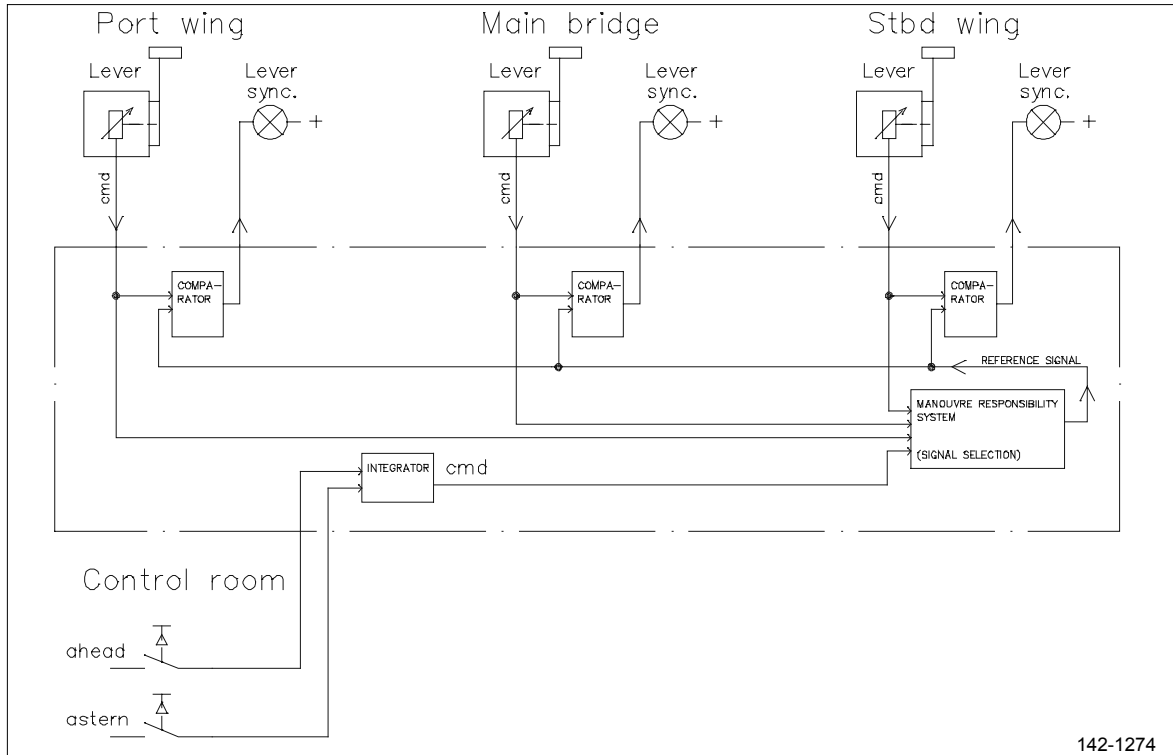 Port wing
Main bridge
Stbd wing
Lever
Lever
sync.
+
Lever
Lever
sync.
+
Lever
Lever
sync.
+
cmd
cmd
cmd
COMPA-
RATOR
COMPA-
RATOR
COMPA-
RATOR
REFERENCE SIGNAL
MANOUVRE RESPONSIBILITY
SYSTEM
(SIGNAL SELECTION)
INTEGRATOR
cmd
Control room
ahead
astern
142-1274